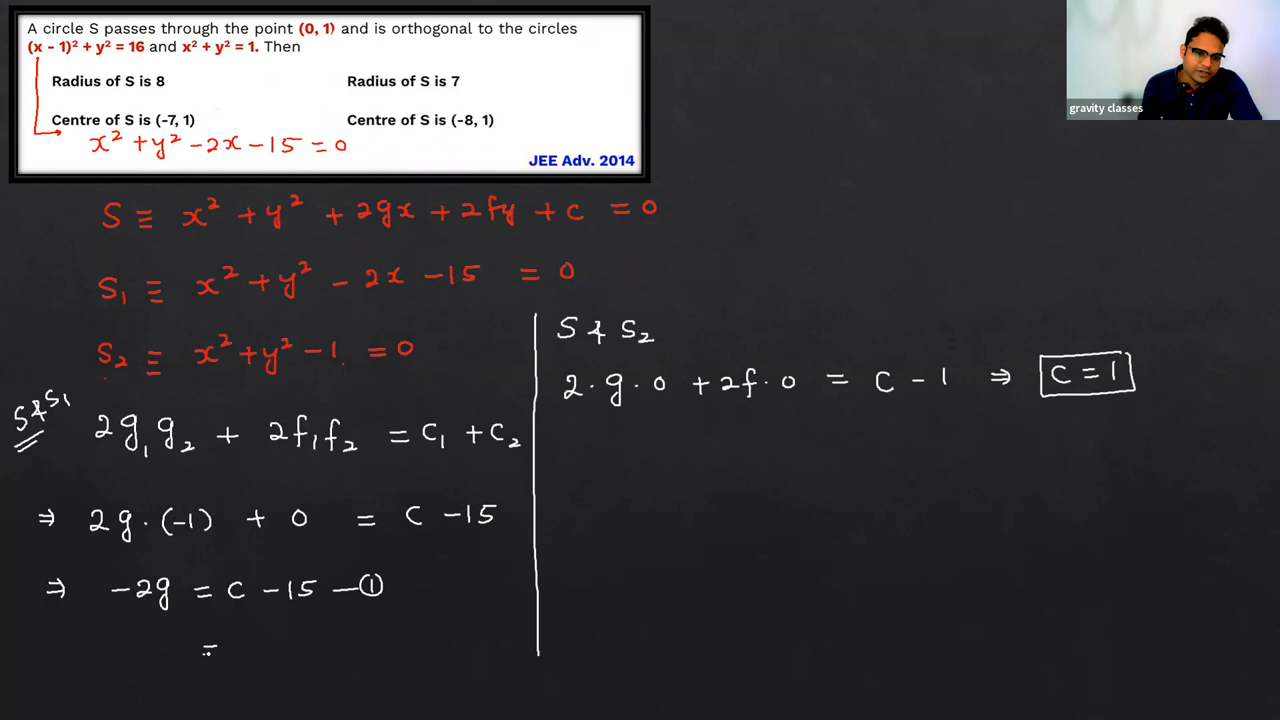 A circle S passes through the point (0, 1) and is orthogonal to the circles
(x - 1)² + y² = 16 and x² + y² = 1. Then
Radius of S is 8
Radius of S is 7
Centre of S is (-7, 1)
Centre of S is (-8, 1)
x² + y² - 2x - 15 = 0
JEE Adv. 2014
gravity classes
S ≡ x² + y² + 2gx + 2fy + c = 0
S₁ ≡ x² + y² - 2x - 15 = 0
S₂ ≡ x² + y² - 1 = 0
S & S₁
2g₁g₂ + 2f₁f₂ = C₁ + C₂
⇒ 2g·(-1) + 0 = C - 15
⇒ -2g = C - 15 —①
=
S & S₂
2·g·0 + 2f·0 = C - 1 ⇒ C = 1